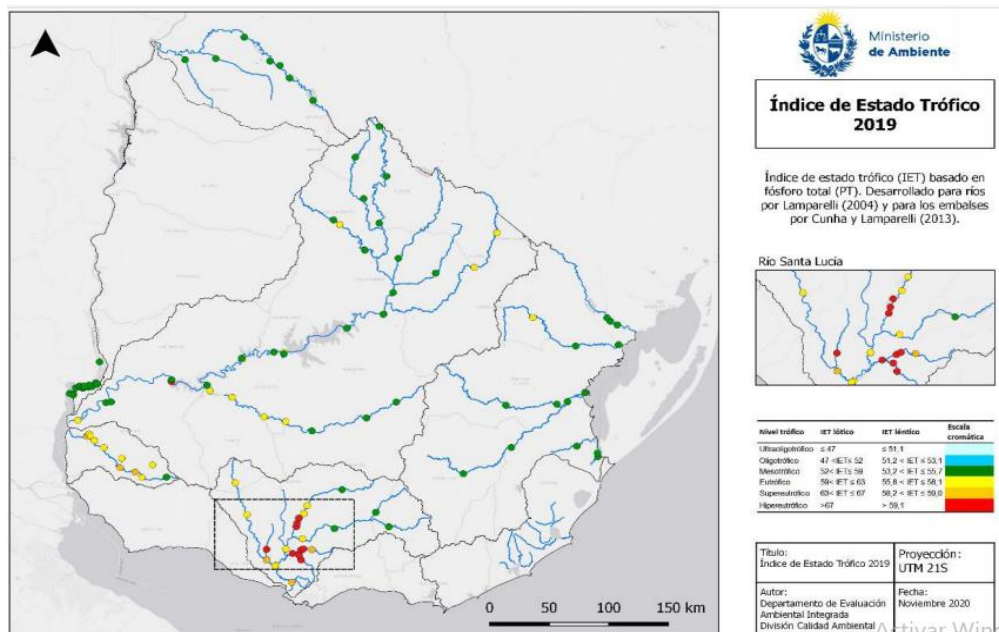 Ministerio
de Ambiente
Índice de Estado Trófico
2019
Índice de estado trófico (IET) basado en
fósforo total (PT). Desarrollado para ríos
por Lamparelli (2004) y para los embalses
por Cunha y Lamparelli (2013).
Río Santa Lucía
Nivel trófico IET lótico IET léntico Escala
cromática
Ultraoligotrófico ≤ 47 ≤ 51,1
Oligotrófico 47 <IET≤ 52 51,2 < IET ≤ 53,1
Mesotrófico 52< IET≤ 59 53,2 < IET ≤ 55,7
Eutrófico 59< IET ≤ 63 55,8 < IET ≤ 58,1
Supereutrófico 63< IET ≤ 67 58,2 < IET ≤ 59,0
Hipereutrófico >67 > 59,1
Título:
Índice de Estado Trófico 2019
Proyección:
UTM 21S
Autor:
Departamento de Evaluación
Ambiental Integrada
División Calidad Ambiental
Fecha:
Noviembre 2020
0 50 100 150 km
Activar Win